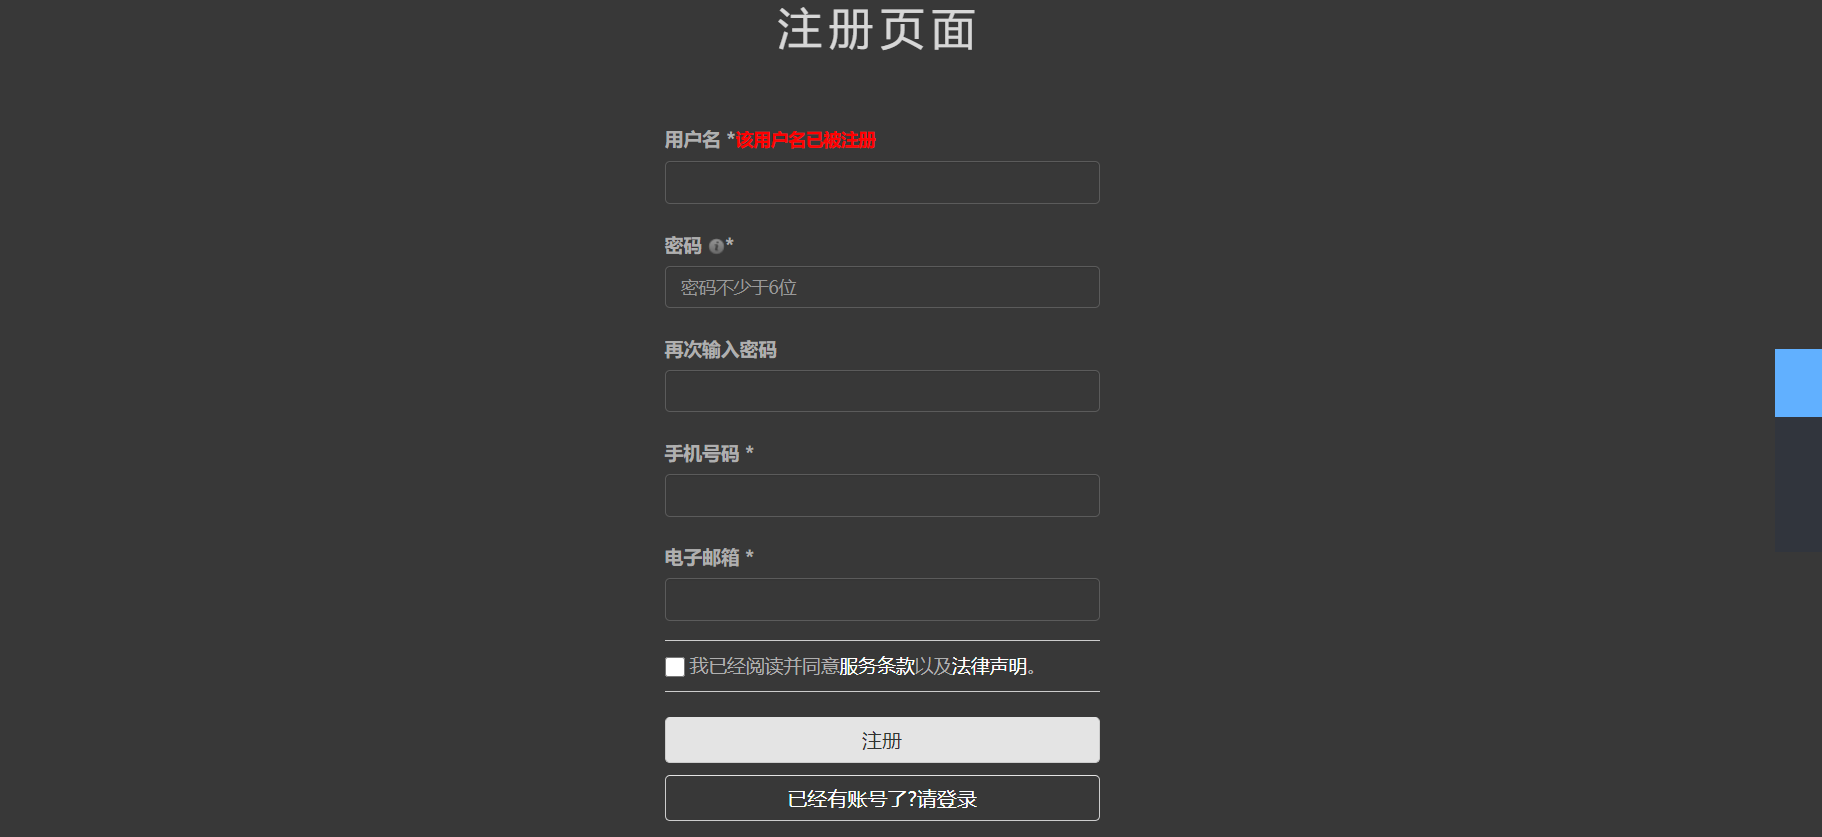 注册页面
用户名 *该用户名已被注册
密码 *
密码不少于6位
再次输入密码
手机号码 *
电子邮箱 *
我已经阅读并同意服务条款以及法律声明。
注册
已经有账号了?请登录